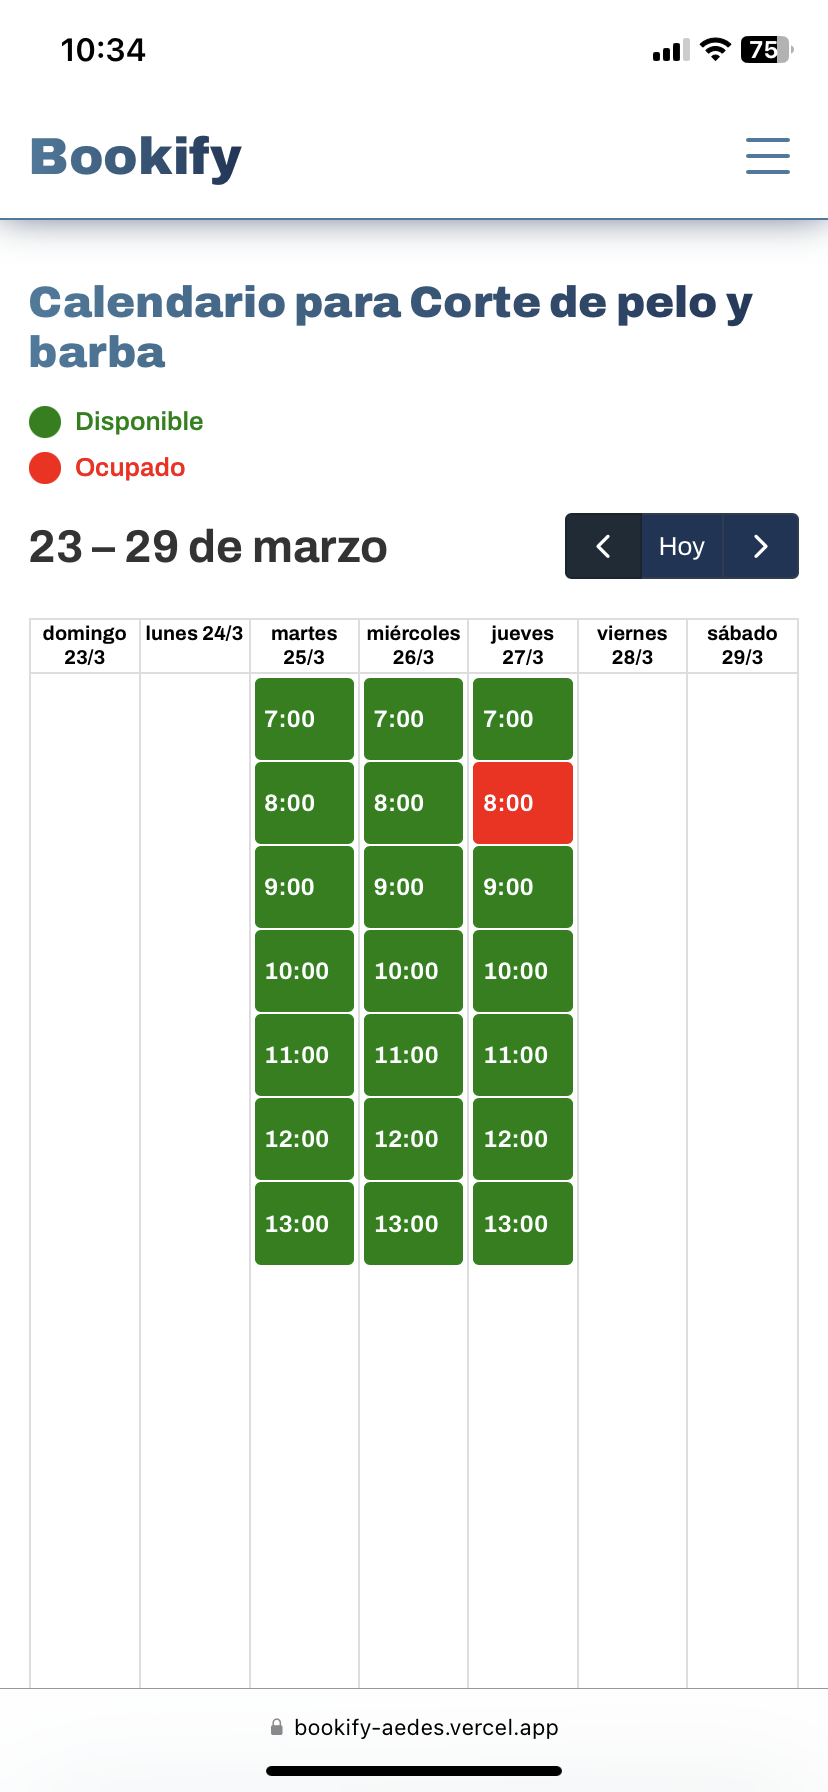 10:34
75
Bookify
Calendario para Corte de pelo y
barba
Disponible
Ocupado
23 – 29 de marzo
Hoy
domingo 23/3
lunes 24/3
martes 25/3
miércoles 26/3
jueves 27/3
viernes 28/3
sábado 29/3
7:00 7:00 7:00
8:00 8:00 8:00
9:00 9:00 9:00
10:00 10:00 10:00
11:00 11:00 11:00
12:00 12:00 12:00
13:00 13:00 13:00
bookify-aedes.vercel.app